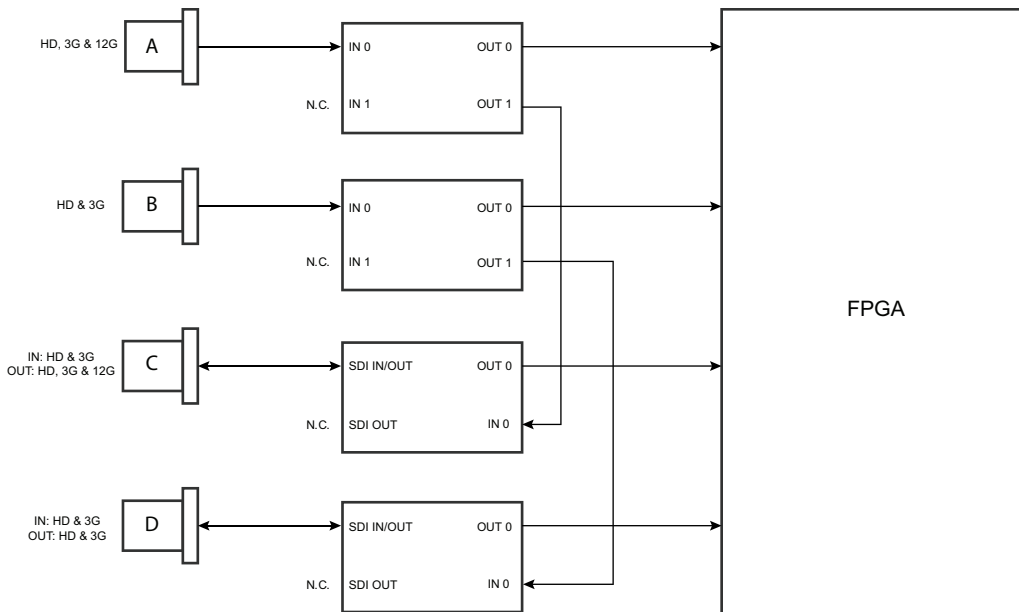 HD, 3G & 12G
A
IN 0
OUT 0
N.C.
IN 1
OUT 1
HD & 3G
B
IN 0
OUT 0
N.C.
IN 1
OUT 1
FPGA
IN: HD & 3G
OUT: HD, 3G & 12G
C
SDI IN/OUT
OUT 0
N.C.
SDI OUT
IN 0
IN: HD & 3G
OUT: HD & 3G
D
SDI IN/OUT
OUT 0
N.C.
SDI OUT
IN 0